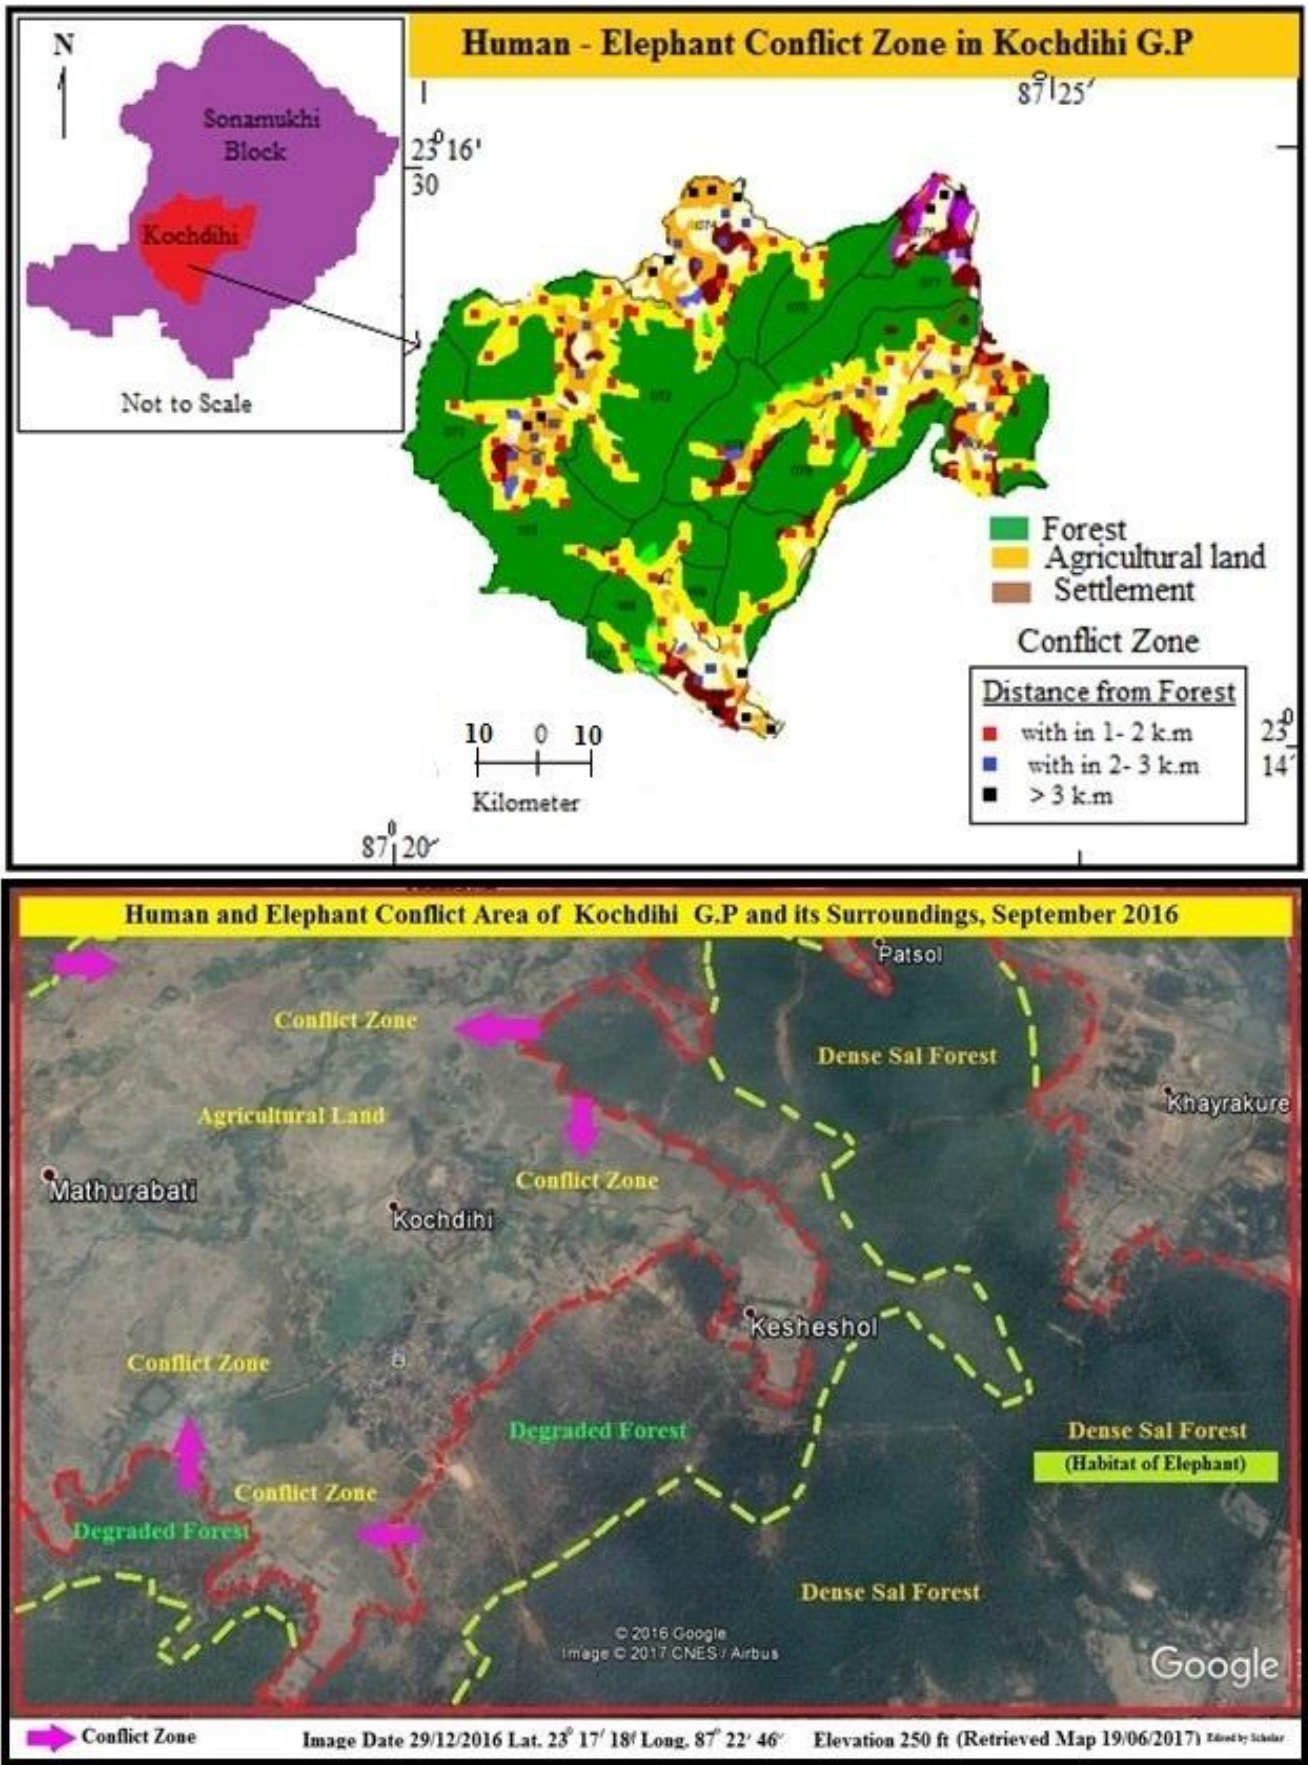 Human - Elephant Conflict Zone in Kochdihi G.P
N
87° 25′
Sonamukhi
Block
23° 16'
30
Kochdihi
Not to Scale
Forest
Agricultural land
Settlement
Conflict Zone
Distance from Forest
with in 1- 2 k.m
with in 2- 3 k.m
> 3 k.m
10 0 10
Kilometer
23°
14′
87° 20′
Human and Elephant Conflict Area of Kochdihi G.P and its Surroundings, September 2016
Patsol
Conflict Zone
Dense Sal Forest
Khayrakure
Agricultural Land
Conflict Zone
Mathurabati
Kochdihi
Kesheshol
Conflict Zone
Degraded Forest
Dense Sal Forest
(Habitat of Elephant)
Conflict Zone
Degraded Forest
Dense Sal Forest
© 2016 Google
Image © 2017 CNES / Airbus
Google
Conflict Zone Image Date 29/12/2016 Lat. 23° 17′ 18″ Long. 87° 22′ 46″ Elevation 250 ft (Retrieved Map 19/06/2017) Edited by Scholar